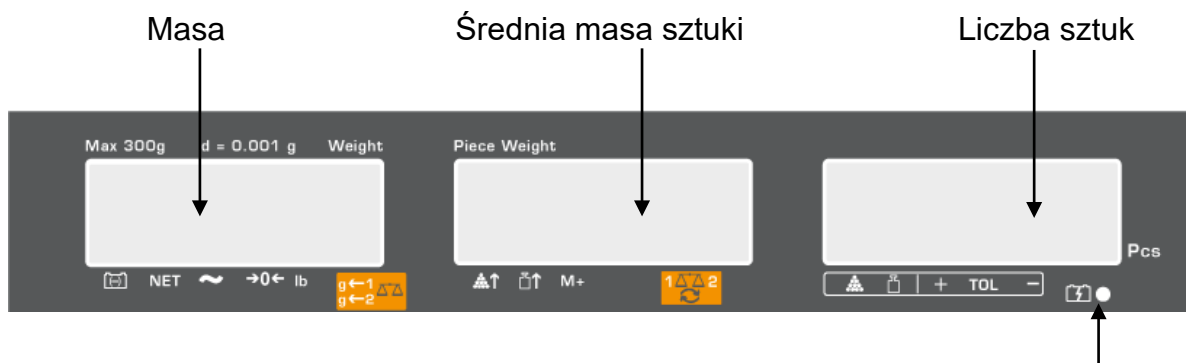 Masa Średnia masa sztuki Liczba sztuk
Max 300g d = 0.001 g Weight Piece Weight
Pcs
NET ~ →0← lb M+ + TOL −
g←1 1 2
g←2